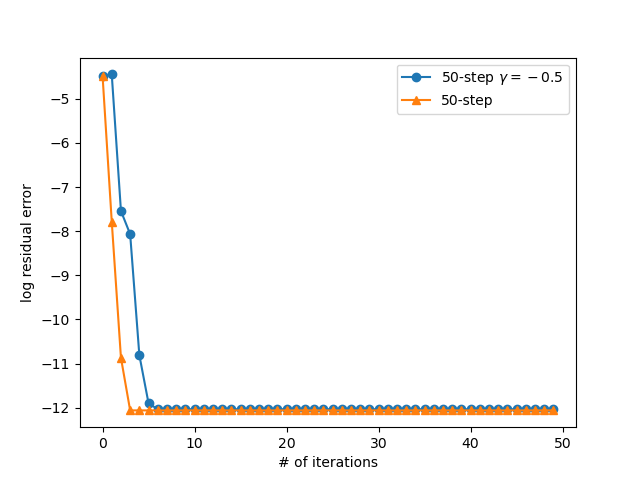 50-step γ = −0.5
50-step
log residual error
−5
−6
−7
−8
−9
−10
−11
−12
0 10 20 30 40 50
# of iterations